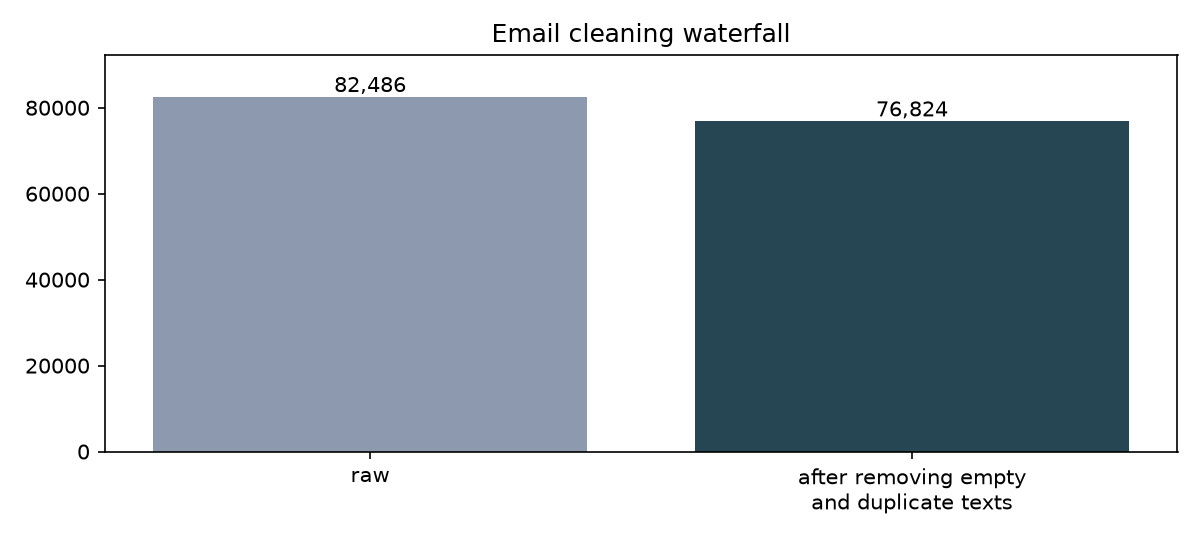 Email cleaning waterfall
82,486
76,824
80000
60000
40000
20000
0
raw
after removing empty
and duplicate texts